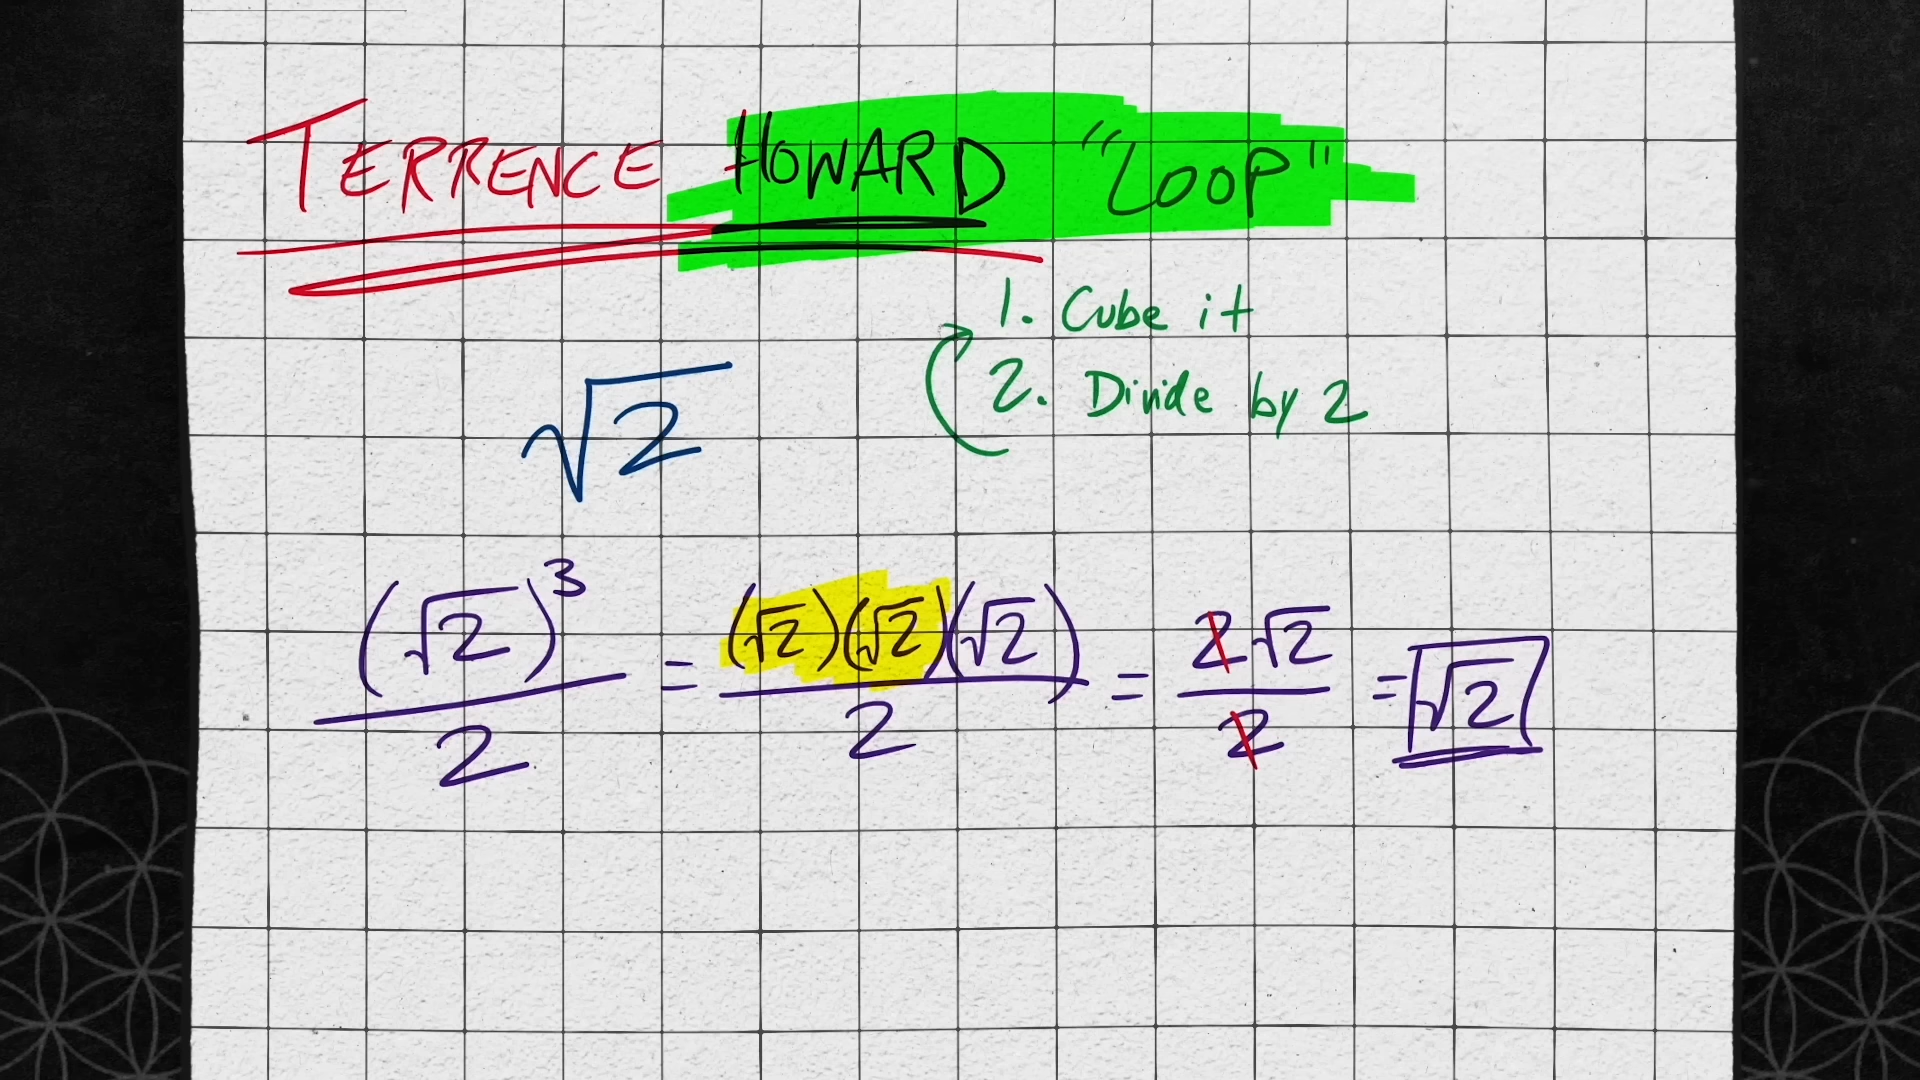 TERRENCE HOWARD "LOOP"
1. Cube it
2. Divide by 2
√2
(√2)³/2 = (√2)(√2)(√2)/2 = 2√2/2 = √2